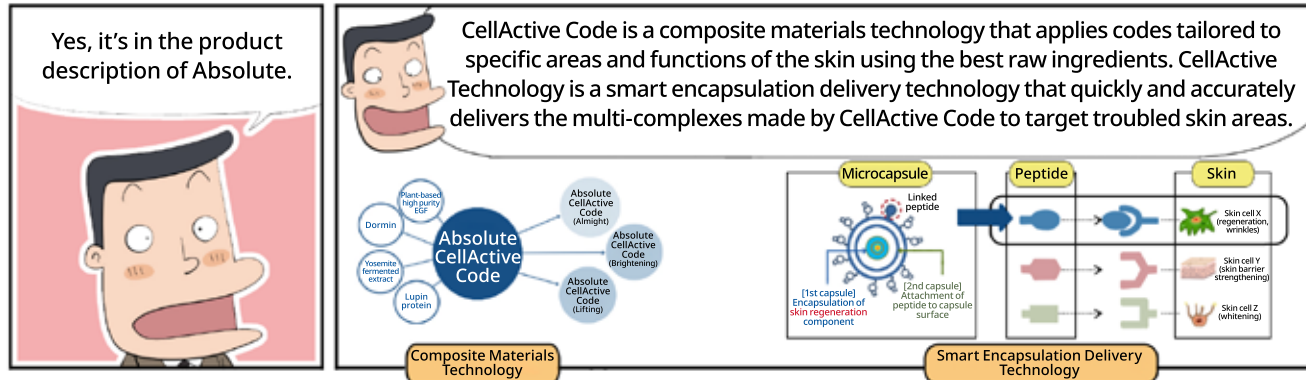 Yes, it's in the product
description of Absolute.
CellActive Code is a composite materials technology that applies codes tailored to
specific areas and functions of the skin using the best raw ingredients. CellActive
Technology is a smart encapsulation delivery technology that quickly and accurately
delivers the multi-complexes made by CellActive Code to target troubled skin areas.
Plant-based
high purity
EGF
Dormin
Yosemite
fermented
extract
Lupin
protein
Absolute
CellActive
Code
Absolute
CellActive
Code
(Almight)
Absolute
CellActive
Code
(Brightening)
Absolute
CellActive
Code
(Lifting)
Composite Materials
Technology
Microcapsule
Linked
peptide
[1st capsule]
Encapsulation of
skin regeneration
component
[2nd capsule]
Attachment of
peptide to capsule
surface
Peptide
Skin
Skin cell X
(regeneration,
wrinkles)
Skin cell Y
(skin barrier
strengthening)
Skin cell Z
(whitening)
Smart Encapsulation Delivery
Technology